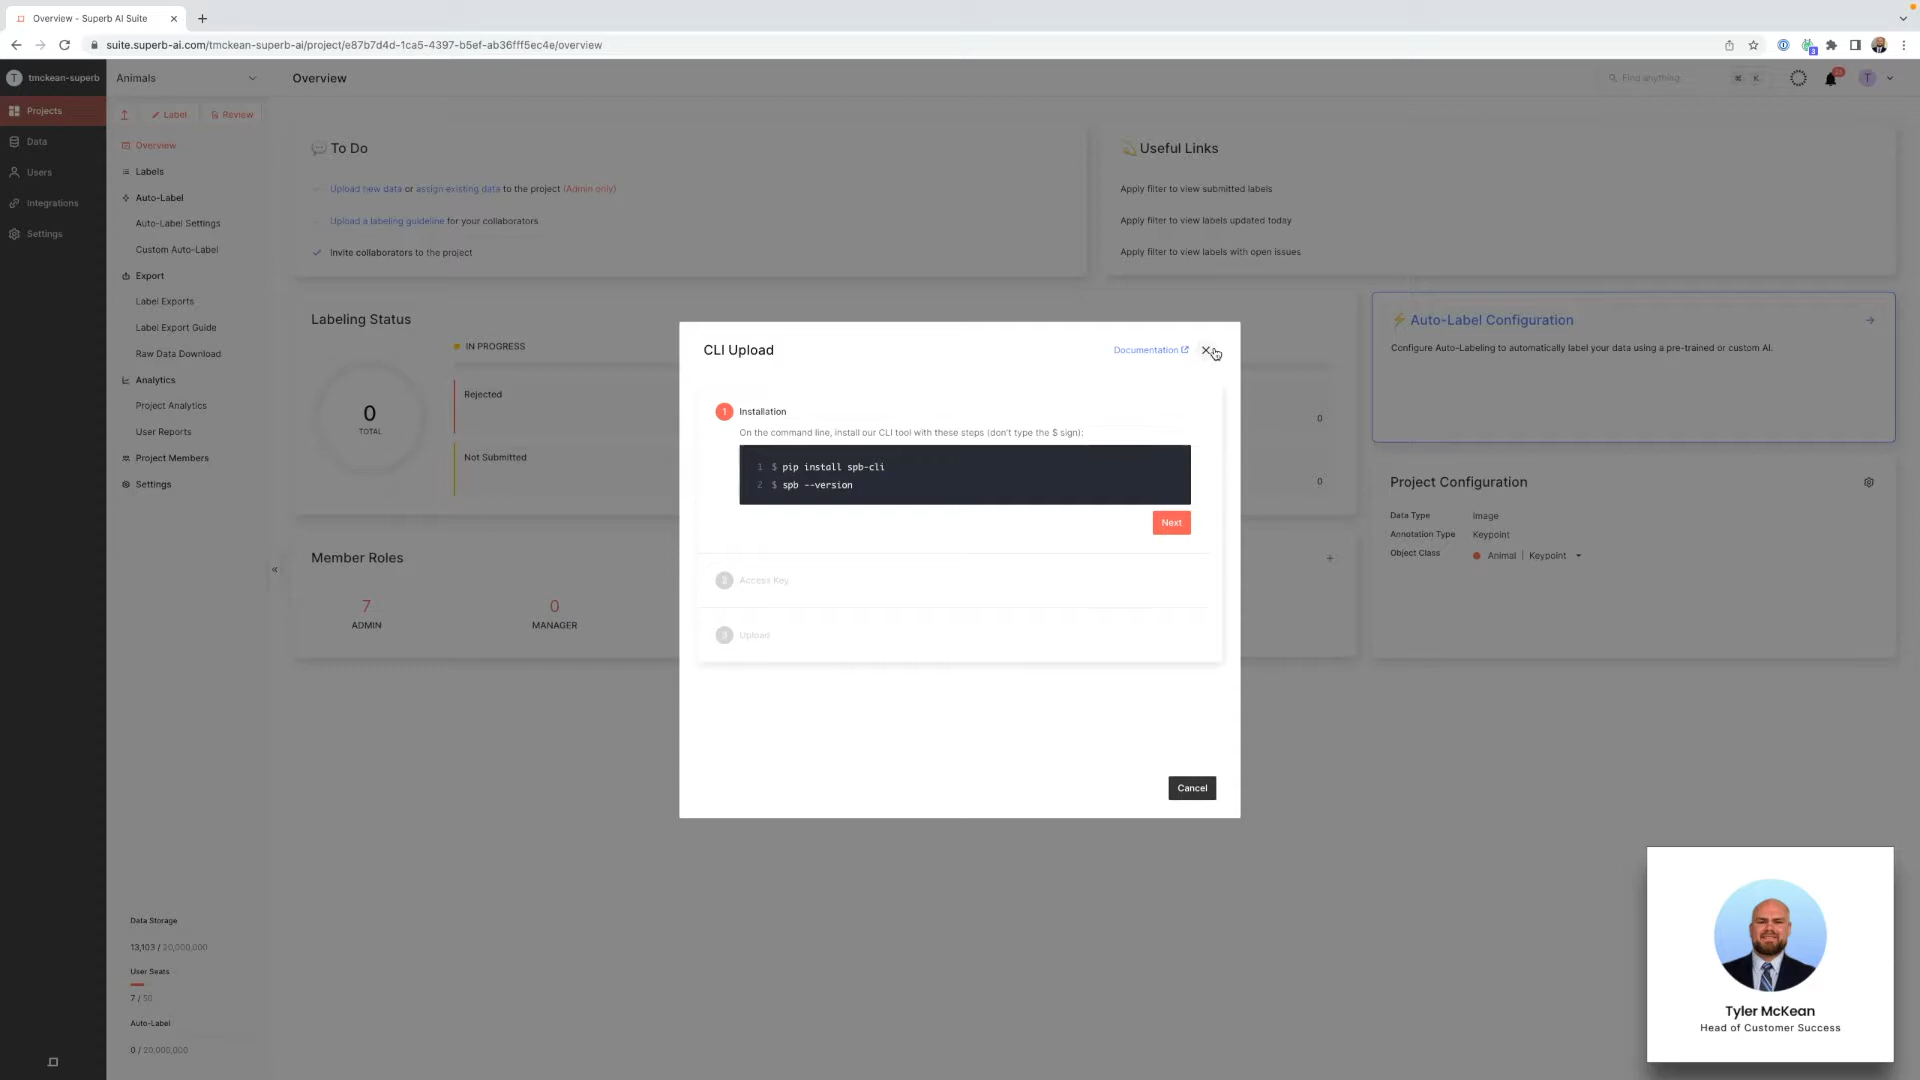 Overview - Superb AI Suite
suite.superb-ai.com/tmckean-superb-ai/project/e87b7d4d-1ca5-4397-b5ef-ab36fff5ec4e/overview
T tmckean-superb
Animals
Overview
Find anything
⌘ K
T
Projects
Data
Users
Integrations
Settings
Label
Review
Overview
Labels
Auto-Label
Auto-Label Settings
Custom Auto-Label
Export
Label Exports
Label Export Guide
Raw Data Download
Analytics
Project Analytics
User Reports
Project Members
Settings
Data Storage
13,103 / 20,000,000
User Seats
7 / 50
Auto-Label
0 / 20,000,000
To Do
Upload new data or assign existing data to the project (Admin only)
Upload a labeling guideline for your collaborators
Invite collaborators to the project
Useful Links
Apply filter to view submitted labels
Apply filter to view labels updated today
Apply filter to view labels with open issues
Labeling Status
0
TOTAL
IN PROGRESS
Rejected
0
Not Submitted
0
Auto-Label Configuration
Configure Auto-Labeling to automatically label your data using a pre-trained or custom AI.
Member Roles
7
ADMIN
0
MANAGER
Project Configuration
Data Type Image
Annotation Type Keypoint
Object Class Animal | Keypoint
CLI Upload
Documentation
1 Installation
On the command line, install our CLI tool with these steps (don't type the $ sign):
1 $ pip install spb-cli
2 $ spb --version
Next
2 Access Key
3 Upload
Cancel
Tyler McKean
Head of Customer Success